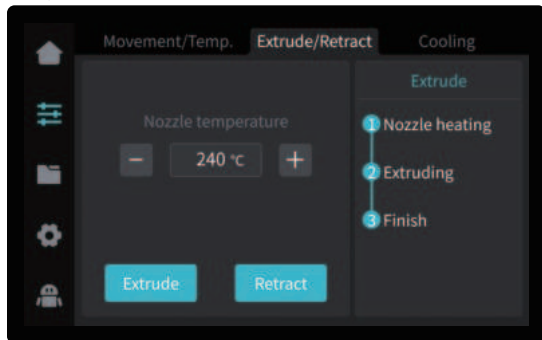 Movement/Temp. Extrude/Retract Cooling
Extrude
Nozzle temperature
− 240 ℃ +
1 Nozzle heating
2 Extruding
3 Finish
Extrude Retract